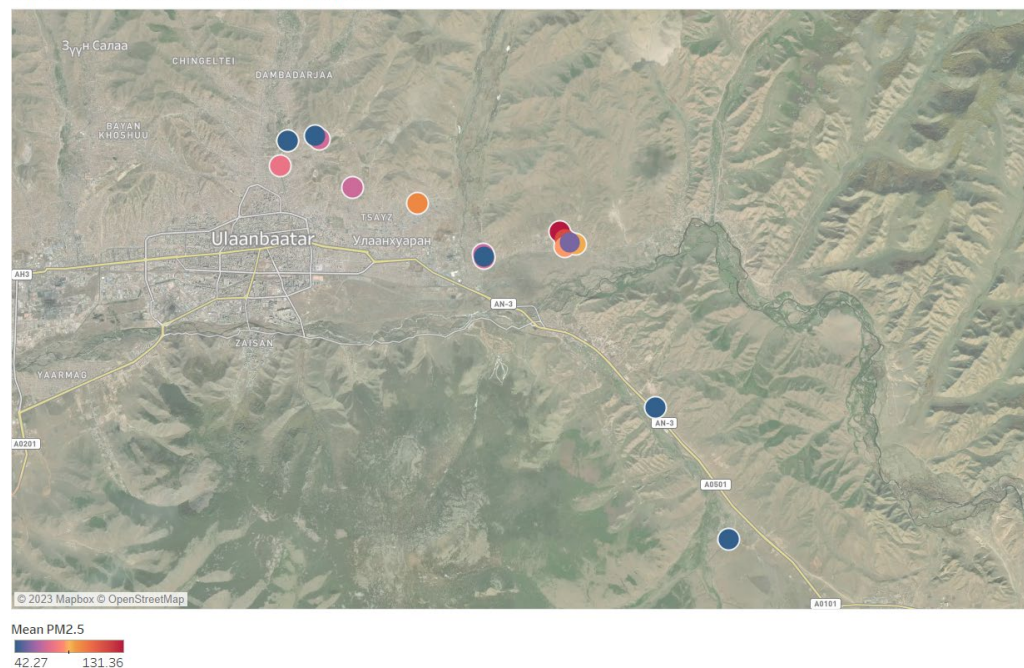 Зүүн Салаа
CHINGELTEI
DAMBADARJAA
BAYAN
KHOSHUU
TSAYZ
Ulaanbaatar
Улаанхуаран
AH3
AN-3
ZAISAN
YAARMAG
AN-3
A0201
A0501
© 2023 Mapbox © OpenStreetMap
A0101
Mean PM2.5
42.27 131.36